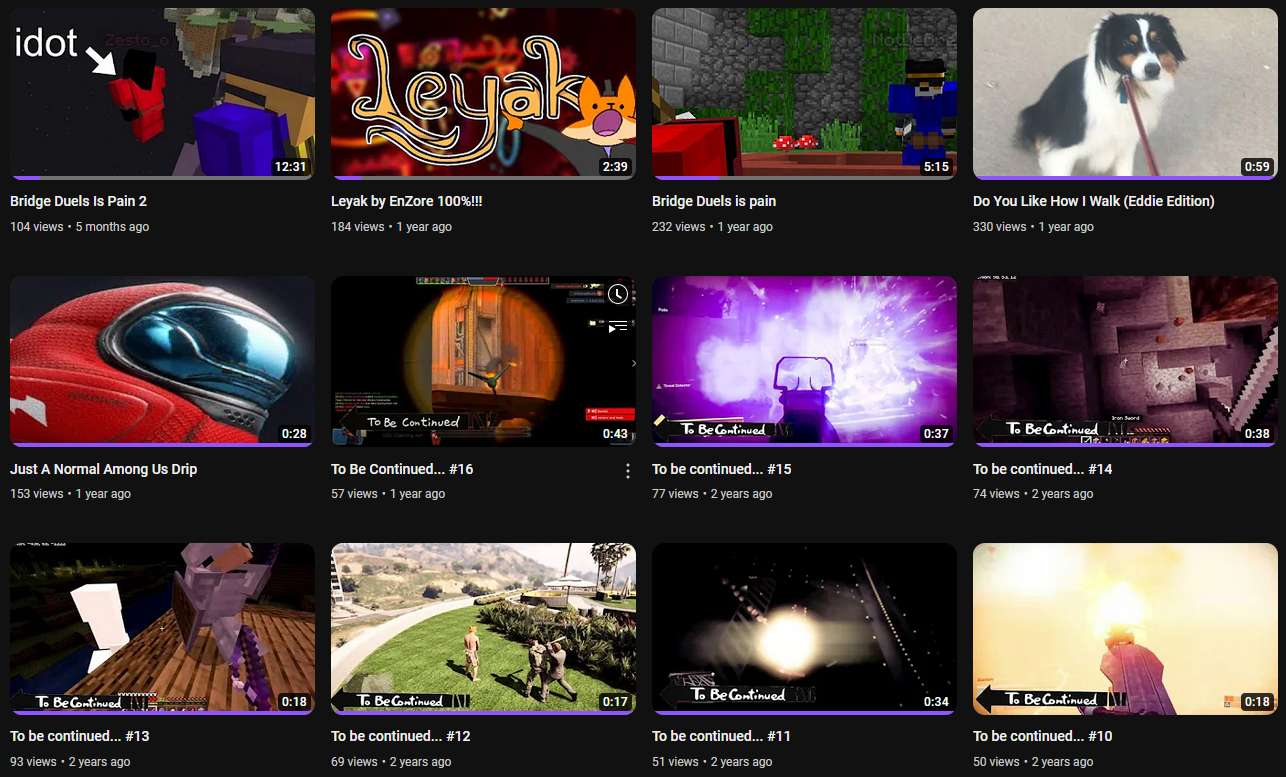 idot
Zesto_o
12:31
Leyak
2:39
5:15
0:59
Bridge Duels Is Pain 2
Leyak by EnZore 100%!!!
Bridge Duels is pain
Do You Like How I Walk (Eddie Edition)
104 views • 5 months ago
184 views • 1 year ago
232 views • 1 year ago
330 views • 1 year ago
0:28
To Be Continued
0:43
To Be Continued
0:37
Iron Sword
To Be Continued
0:38
Just A Normal Among Us Drip
To Be Continued... #16
To be continued... #15
To be continued... #14
153 views • 1 year ago
57 views • 1 year ago
77 views • 2 years ago
74 views • 2 years ago
To Be Continued
0:18
To Be Continued
0:17
To Be Continued
0:34
To Be Continued
0:18
To be continued... #13
To be continued... #12
To be continued... #11
To be continued... #10
93 views • 2 years ago
69 views • 2 years ago
51 views • 2 years ago
50 views • 2 years ago